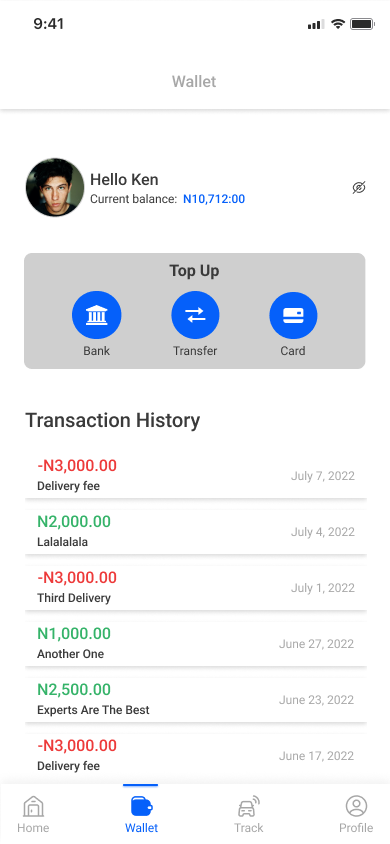 9:41
Wallet
Hello Ken
Current balance: N10,712:00
Top Up
Bank Transfer Card
Transaction History
-N3,000.00
Delivery fee
July 7, 2022
N2,000.00
Lalalalala
July 4, 2022
-N3,000.00
Third Delivery
July 1, 2022
N1,000.00
Another One
June 27, 2022
N2,500.00
Experts Are The Best
June 23, 2022
-N3,000.00
Delivery fee
June 17, 2022
Home Wallet Track Profile